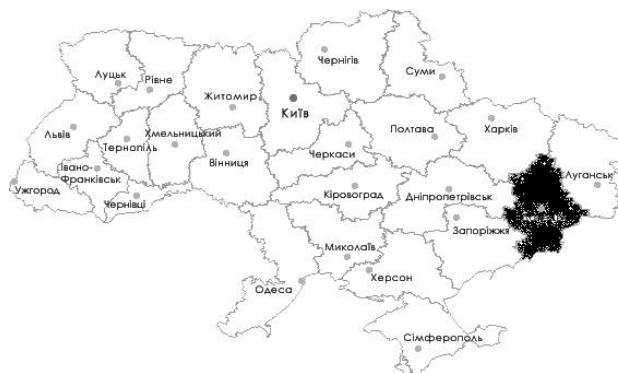 Чернігів
Луцьк
Рівне
Суми
Житомир
Київ
Львів
Тернопіль
Хмельницький
Вінниця
Черкаси
Полтава
Харків
Івано-
Франківськ
Ужгород
Чернівці
Кіровоград
Дніпропетрівськ
Луганськ
Запоріжжя
Миколаїв
Херсон
Одеса
Сімферополь